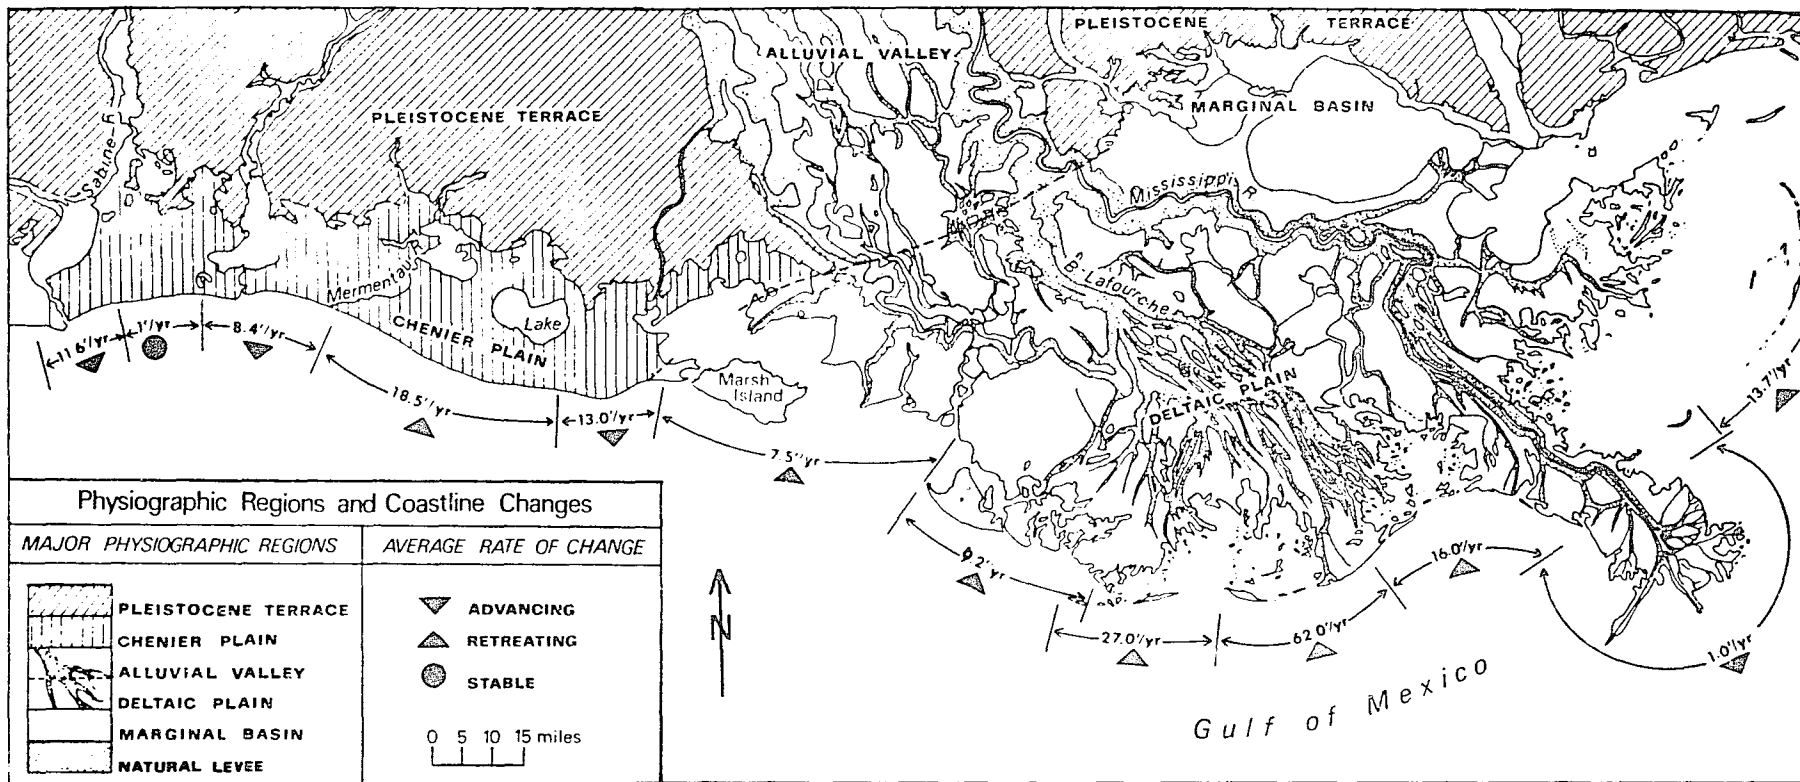 PLEISTOCENE TERRACE
ALLUVIAL VALLEY
MARGINAL BASIN
PLEISTOCENE TERRACE
Sabine R.
Mississippi R
B. Lafourche
Mermentau
Lake
CHENIER PLAIN
Marsh
Island
DELTAIC PLAIN
11.6'/yr
1'/yr
8.4'/yr
18.5'/yr
13.0'/yr
7.5'/yr
27.0'/yr
62.0'/yr
16.0'/yr
1.0'/yr
13.7'/yr
Gulf of Mexico
N
Physiographic Regions and Coastline Changes
MAJOR PHYSIOGRAPHIC REGIONS
AVERAGE RATE OF CHANGE
PLEISTOCENE TERRACE
CHENIER PLAIN
ALLUVIAL VALLEY
DELTAIC PLAIN
MARGINAL BASIN
NATURAL LEVEE
ADVANCING
RETREATING
STABLE
0 5 10 15 miles